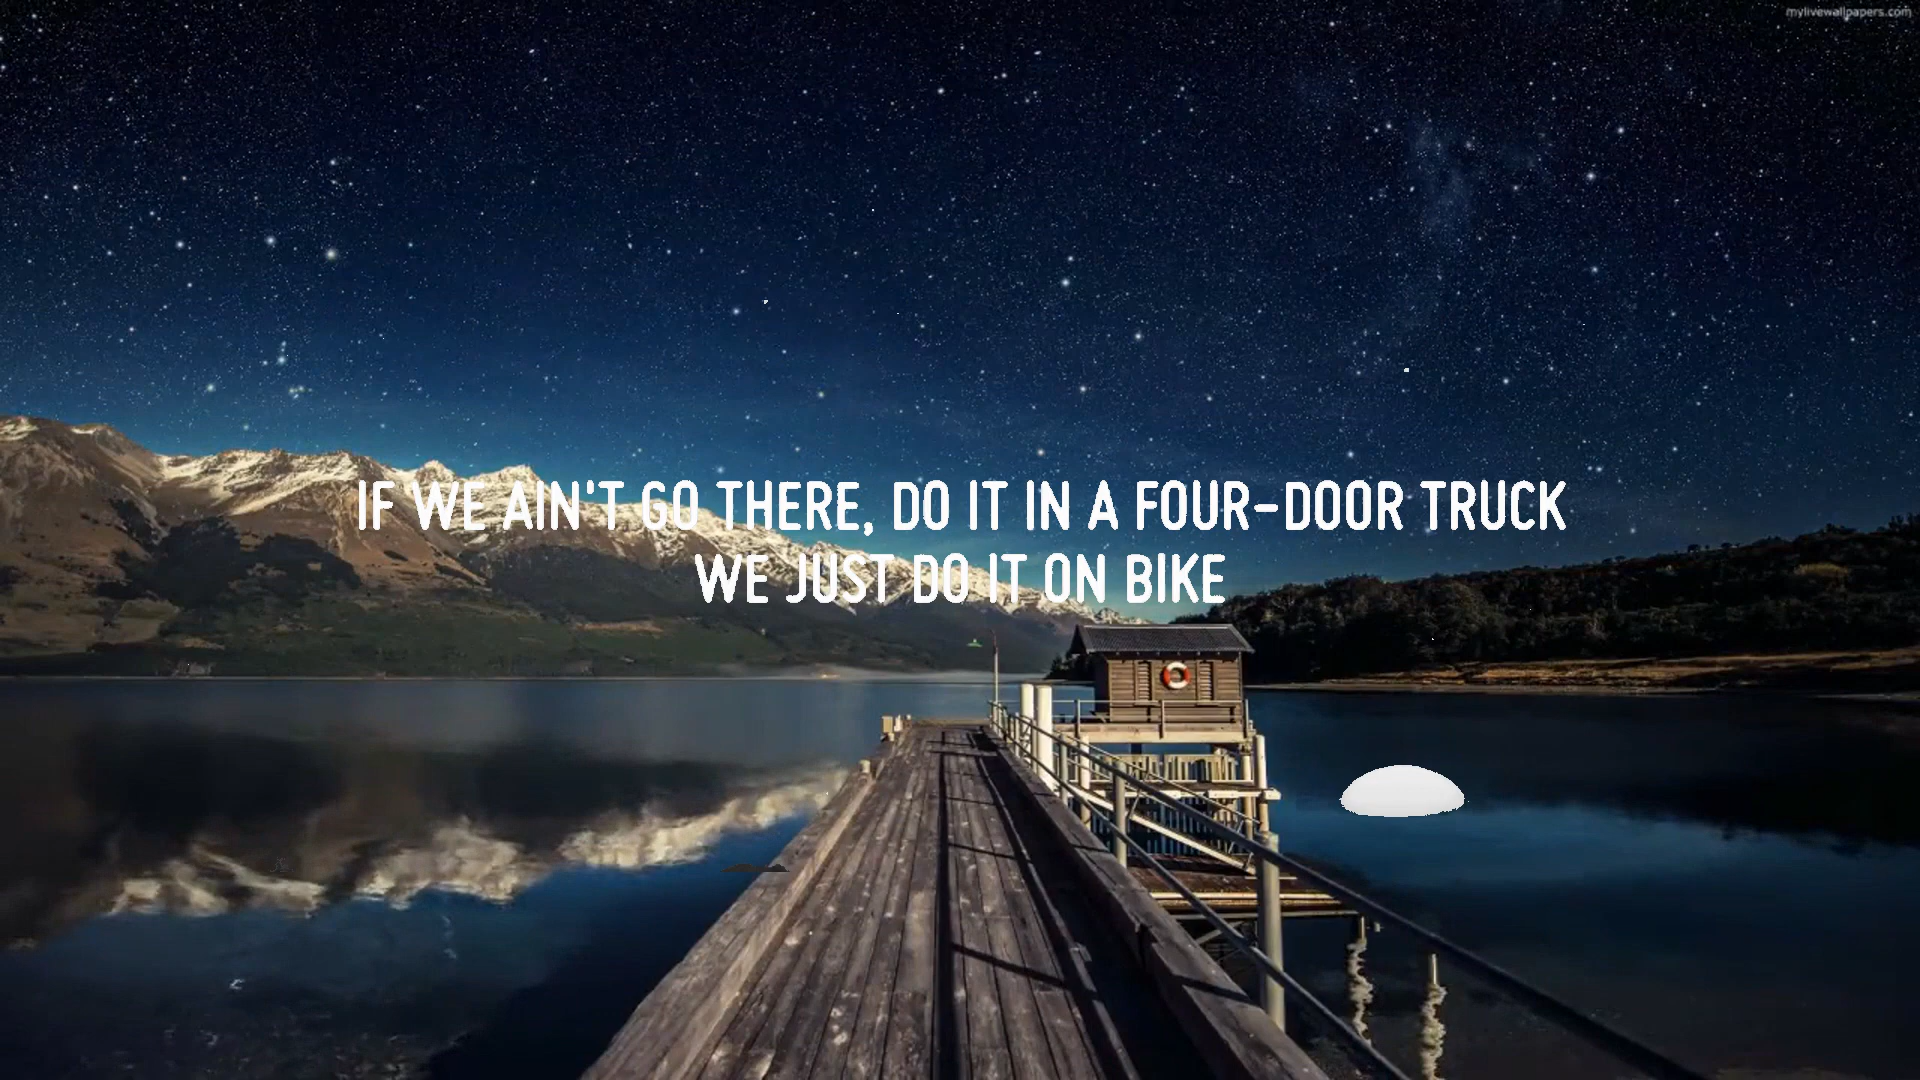 mylivewallpapers.com
IF WE AIN'T GO THERE, DO IT IN A FOUR-DOOR TRUCK
WE JUST DO IT ON BIKE